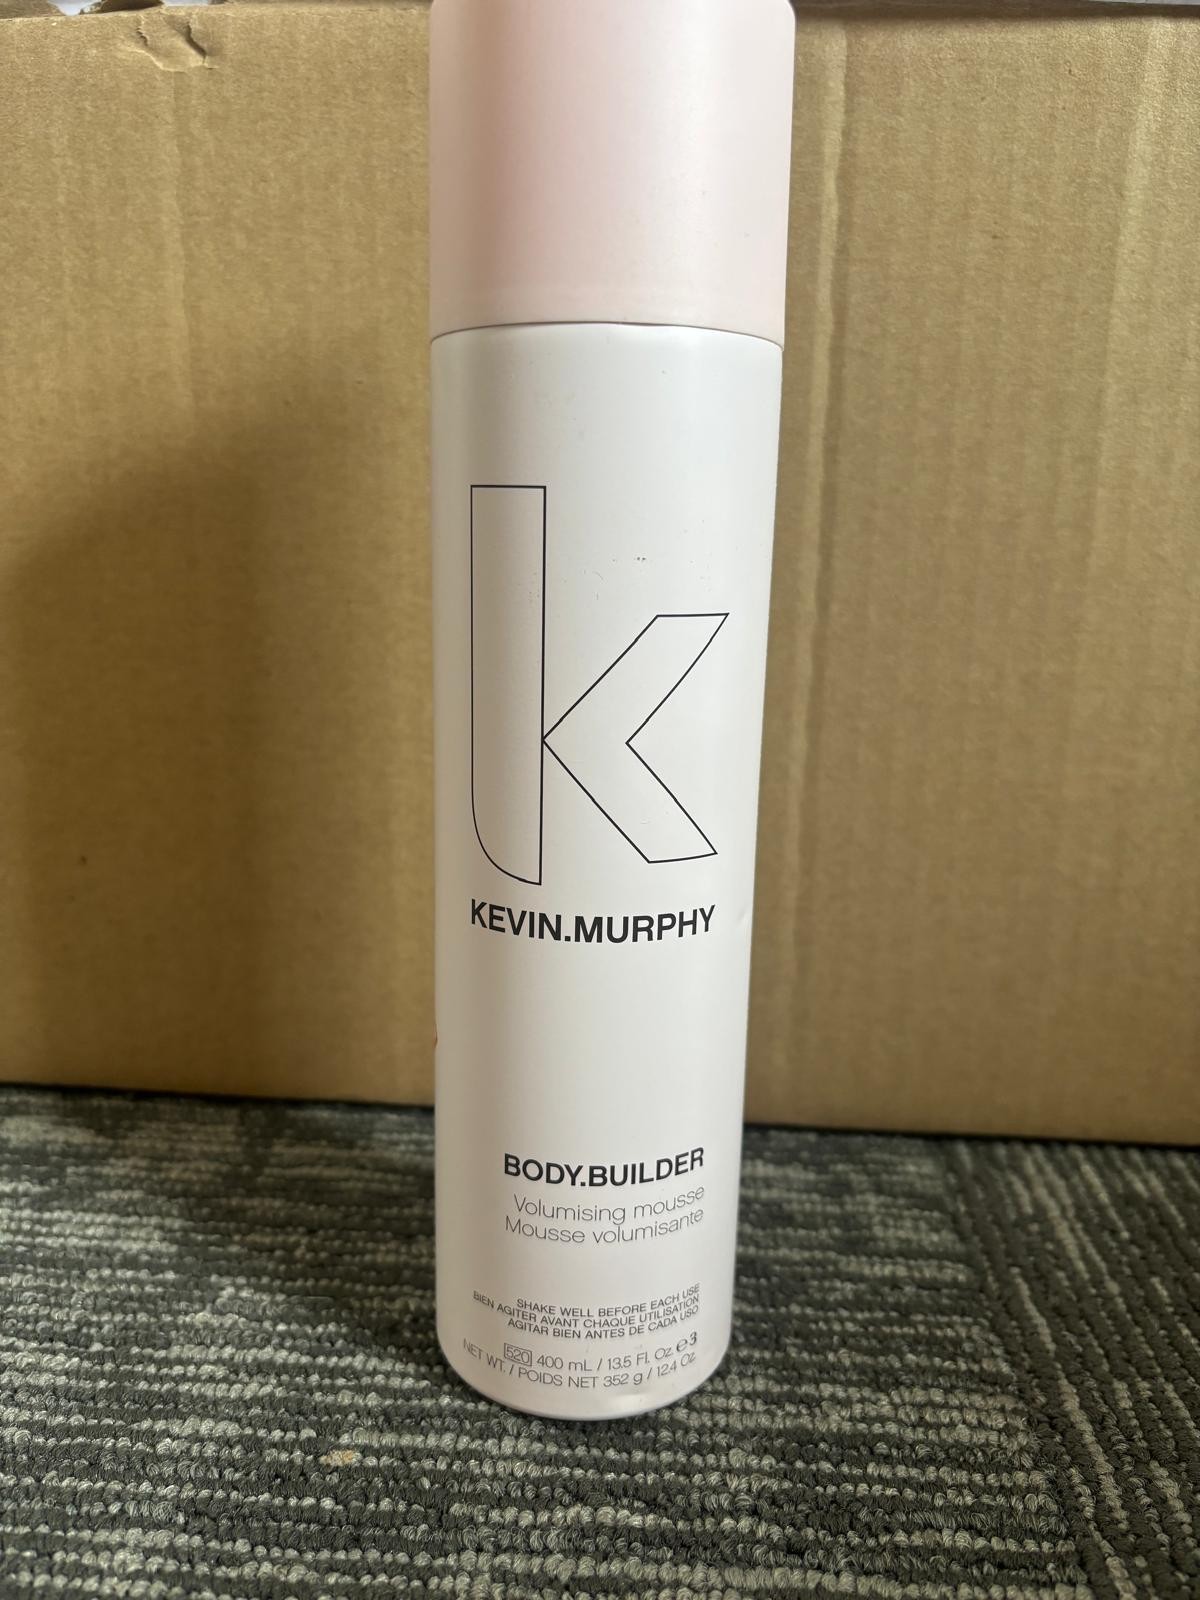 k
KEVIN.MURPHY
BODY.BUILDER
Volumising mousse
Mousse volumisante
SHAKE WELL BEFORE EACH USE
BIEN AGITER AVANT CHAQUE UTILISATION
AGITAR BIEN ANTES DE CADA USO
520 400 mL / 13.5 Fl. Oz. e 3
NET WT. / POIDS NET 352 g / 12.4 Oz